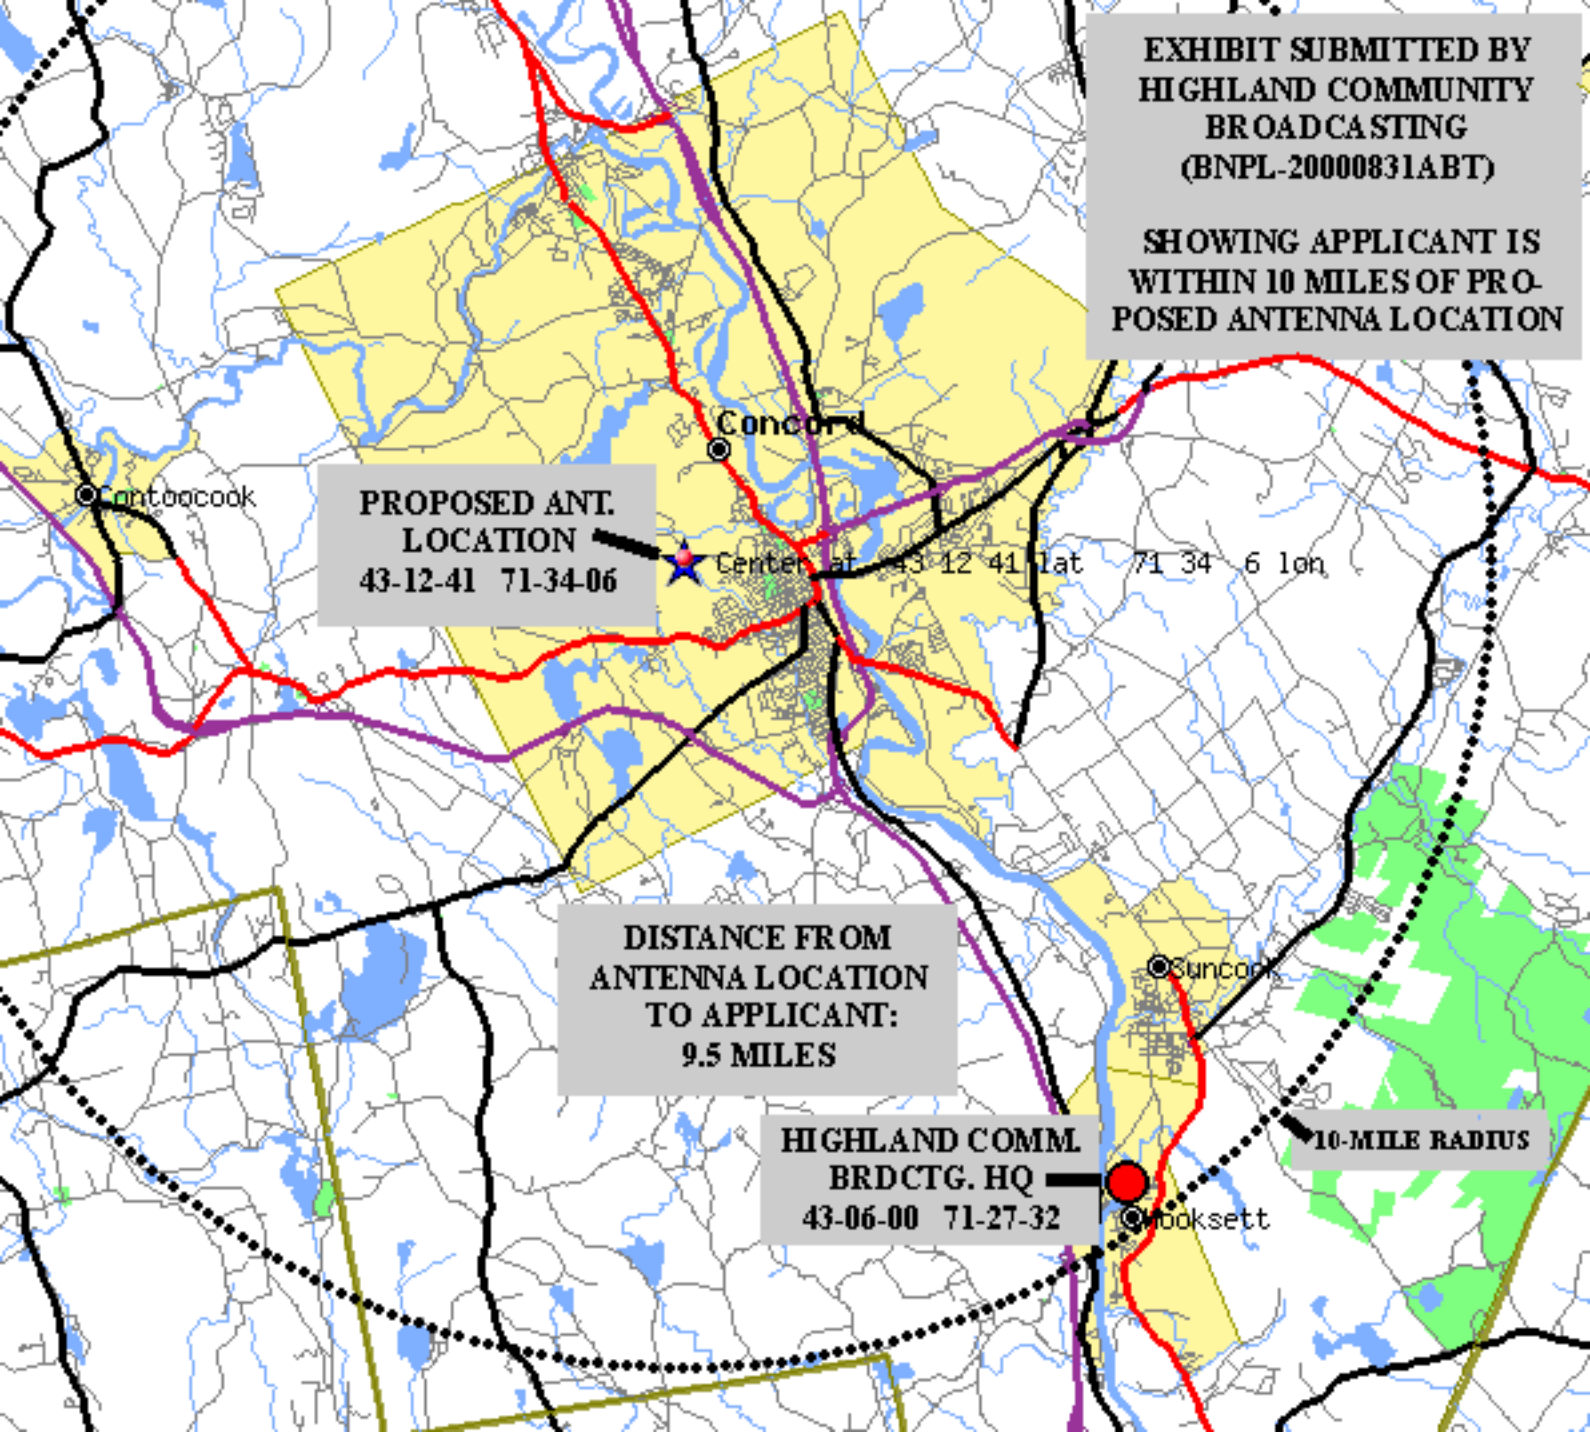 EXHIBIT SUBMITTED BY
HIGHLAND COMMUNITY
BROADCASTING
(BNPL-20000831ABT)
SHOWING APPLICANT IS
WITHIN 10 MILES OF PRO-
POSED ANTENNA LOCATION
Concord
Contoocook
PROPOSED ANT.
LOCATION
43-12-41 71-34-06
Center at 43 12 41 lat 71 34 6 lon
DISTANCE FROM
ANTENNA LOCATION
TO APPLICANT:
9.5 MILES
Suncook
10-MILE RADIUS
HIGHLAND COMM.
BRDCTG. HQ
43-06-00 71-27-32
Hooksett